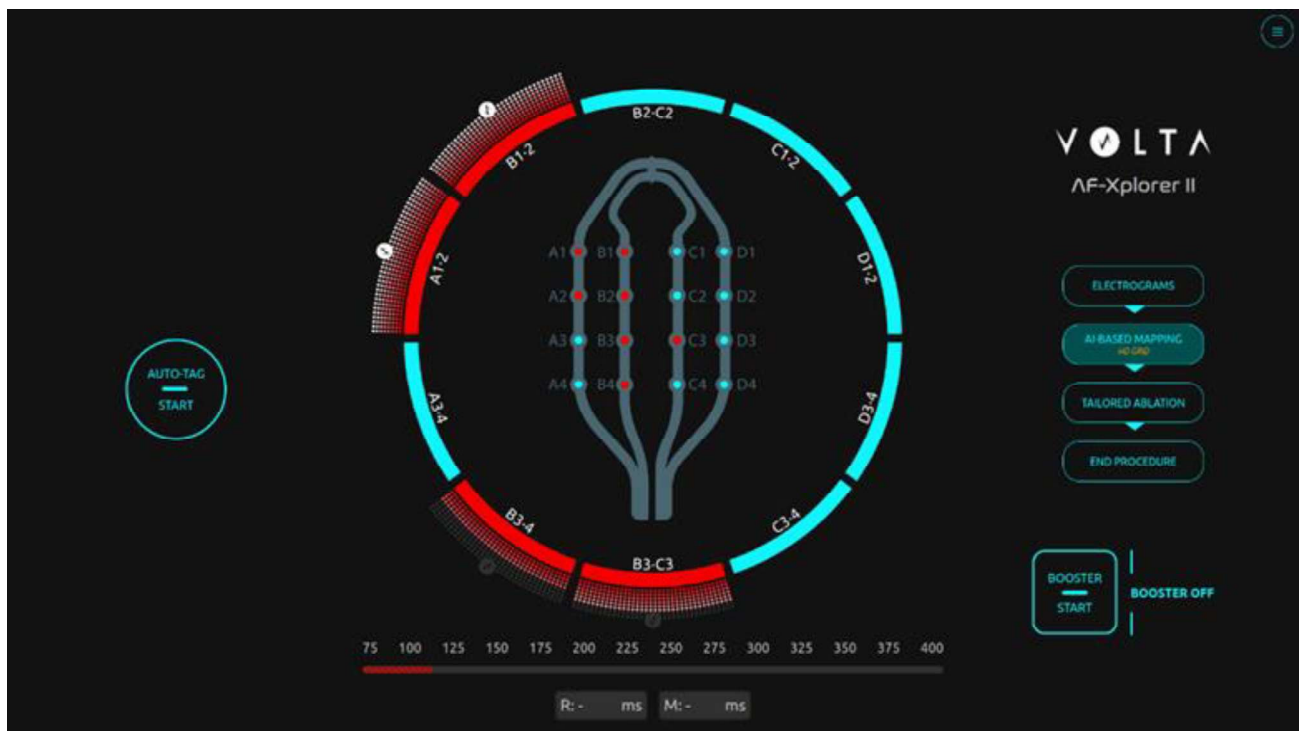 B2-C2
B1-2
C1-2
VOLTA
AF-Xplorer II
A1-2
D1-2
A1 B1 C1 D1
A2 B2 C2 D2
A3 B3 C3 D3
A4 B4 C4 D4
ELECTROGRAMS
AI-BASED MAPPING
HD GRID
TAILORED ABLATION
END PROCEDURE
AUTO-TAG
START
A3-4
D3-4
B3-4
C3-4
B3-C3
BOOSTER
START
BOOSTER OFF
75 100 125 150 175 200 225 250 275 300 325 350 375 400
R: - ms M: - ms